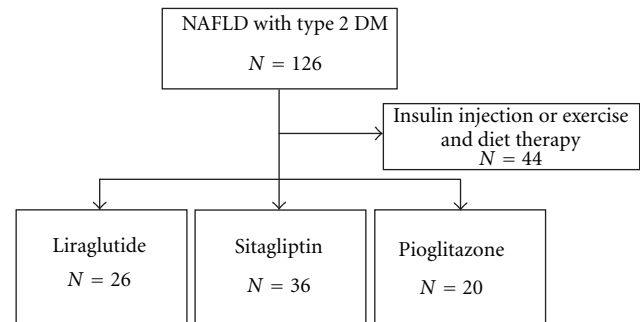 NAFLD with type 2 DM
N = 126
Insulin injection or exercise
and diet therapy
N = 44
Liraglutide
N = 26
Sitagliptin
N = 36
Pioglitazone
N = 20